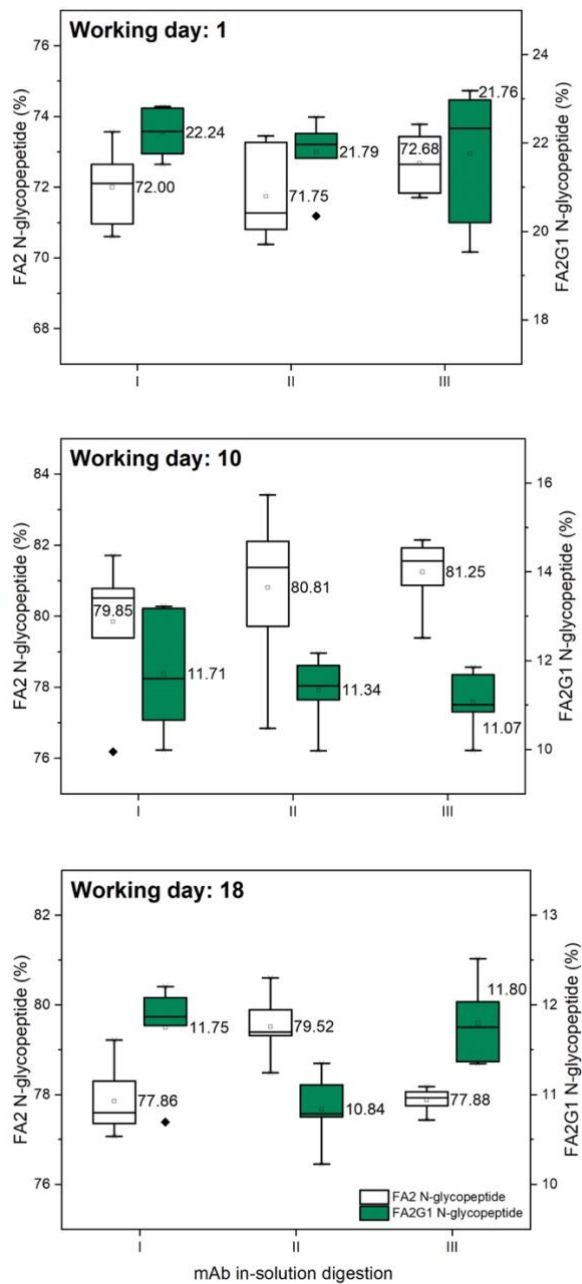 Working day: 1
FA2 N-glycopepetide (%)
76
74
72
70
68
FA2G1 N-glycopeptide (%)
24
22
20
18
72.00
22.24
71.75
21.79
72.68
21.76
I
II
III
Working day: 10
FA2 N-glycopeptide (%)
84
82
80
78
76
FA2G1 N-glycopeptide (%)
16
14
12
10
79.85
11.71
80.81
11.34
81.25
11.07
I
II
III
Working day: 18
FA2 N-glycopeptide (%)
82
80
78
76
FA2G1 N-glycopeptide (%)
13
12
11
10
77.86
11.75
79.52
10.84
77.88
11.80
FA2 N-glycopeptide
FA2G1 N-glycopeptide
I
II
III
mAb in-solution digestion